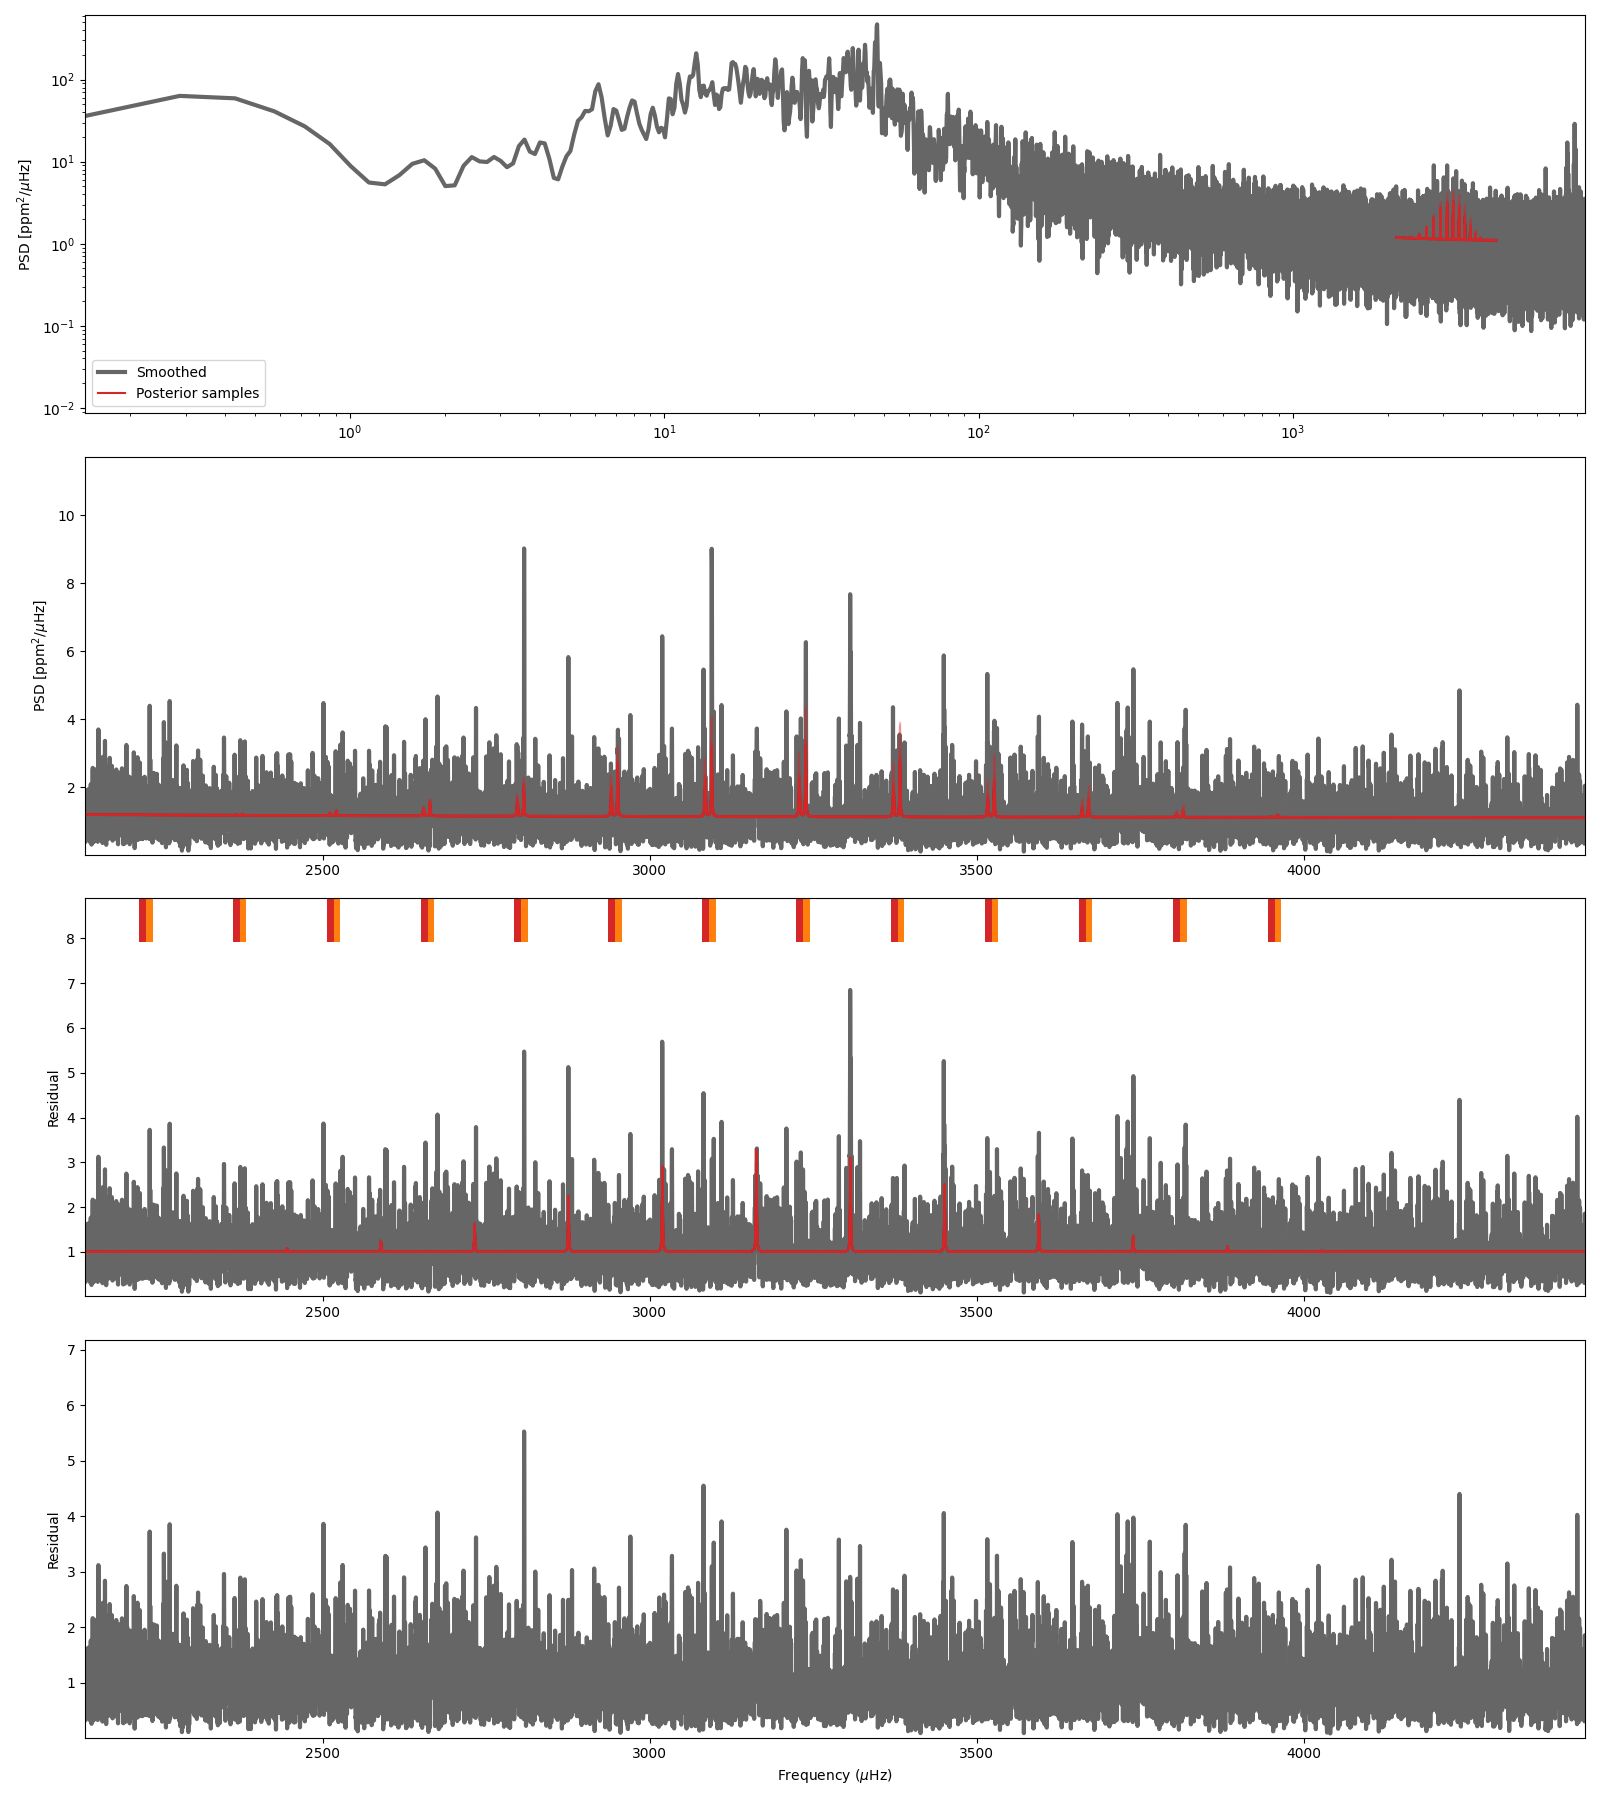 PSD [ppm²/μHz]
10²
10¹
10⁰
10⁻¹
10⁻²
Smoothed
Posterior samples
10⁰ 10¹ 10² 10³
PSD [ppm²/μHz]
10
8
6
4
2
2500 3000 3500 4000
Residual
8
7
6
5
4
3
2
1
2500 3000 3500 4000
Residual
7
6
5
4
3
2
1
2500 3000 3500 4000
Frequency (μHz)